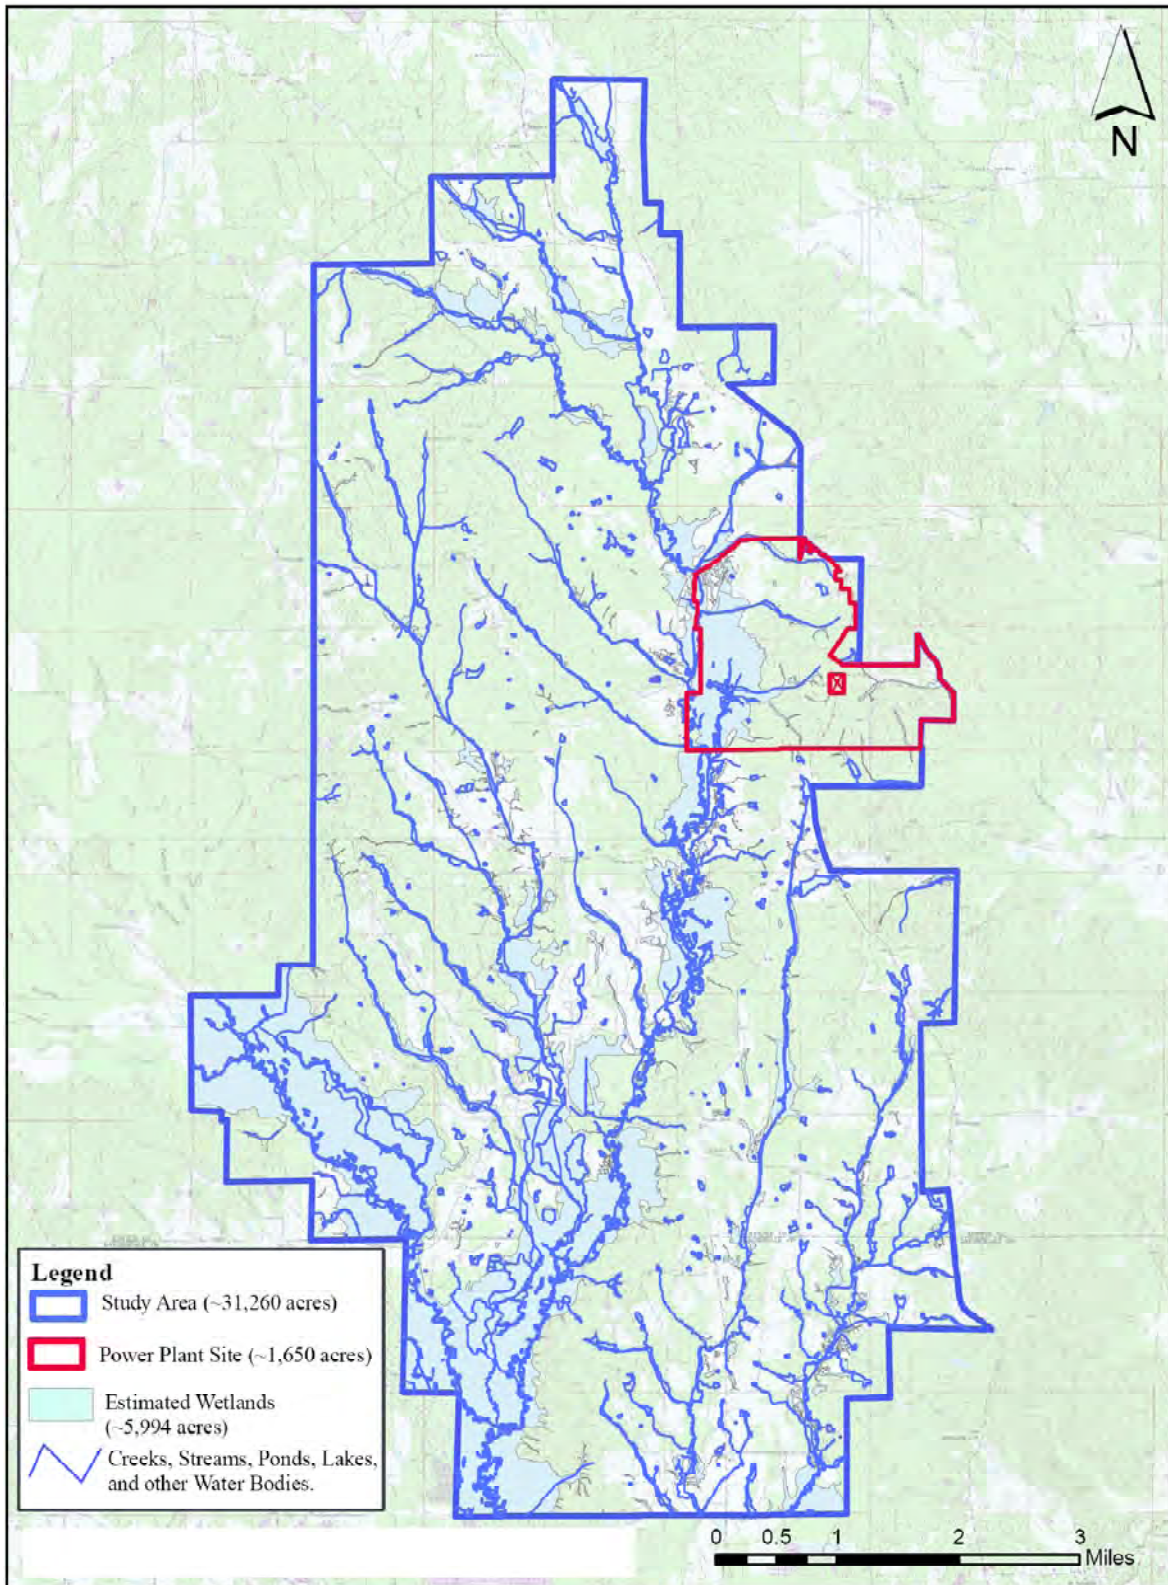 N
Legend
Study Area (~31,260 acres)
Power Plant Site (~1,650 acres)
Estimated Wetlands
(~5,994 acres)
Creeks, Streams, Ponds, Lakes,
and other Water Bodies.
0 0.5 1 2 3
Miles